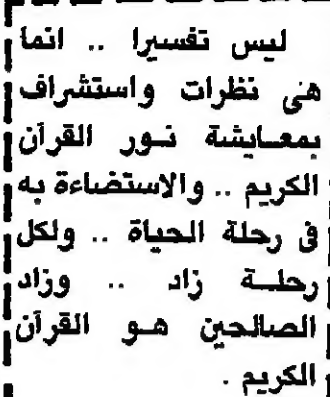 ليس تفسيرا .. انما
هى نظرات واستشراف
بمعايشة نور القرآن
الكريم .. والاستضاءة به
فى رحلة الحياة .. ولكل
رحلة زاد .. وزاد
الصالحين هو القرآن
الكريم .